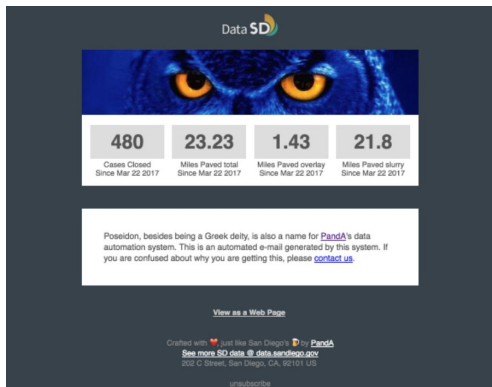 Data SD
480
Cases Closed
Since Mar 22 2017
23.23
Miles Paved total
Since Mar 22 2017
1.43
Miles Paved overlay
Since Mar 22 2017
21.8
Miles Paved slurry
Since Mar 22 2017
Poseidon, besides being a Greek deity, is also a name for PandA's data
automation system. This is an automated e-mail generated by this system. If
you are confused about why you are getting this, please contact us.
View as a Web Page
Crafted with ❤️, just like San Diego's 🍺 by PandA
See more SD data @ data.sandiego.gov
202 C Street, San Diego, CA, 92101 US
unsubscribe